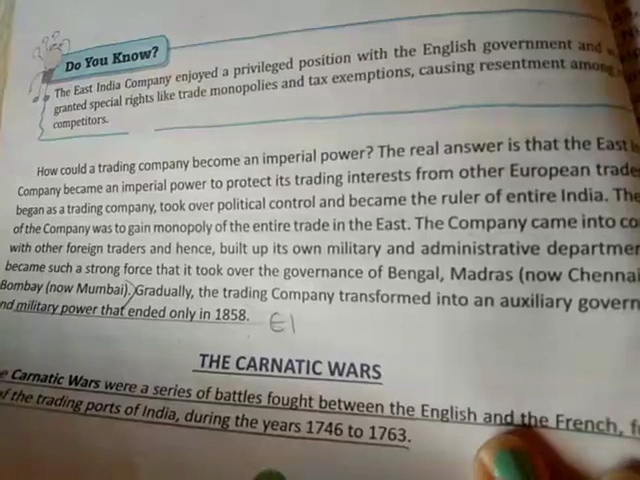 Do You Know?
The East India Company enjoyed a privileged position with the English government and
granted special rights like trade monopolies and tax exemptions, causing resentment among
competitors.
How could a trading company become an imperial power? The real answer is that the East
Company became an imperial power to protect its trading interests from other European
began as a trading company, took over political control and became the ruler of entire India. The
of the Company was to gain monopoly of the entire trade in the East. The Company came into
with other foreign traders and hence, built up its own military and administrative
became such a strong force that it took over the governance of Bengal, Madras (now Chennai
Bombay (now Mumbai). Gradually, the trading Company transformed into an auxiliary
nd military power that ended only in 1858. E1
THE CARNATIC WARS
e Carnatic Wars were a series of battles fought between the English and the French,
of the trading ports of India, during the years 1746 to 1763.